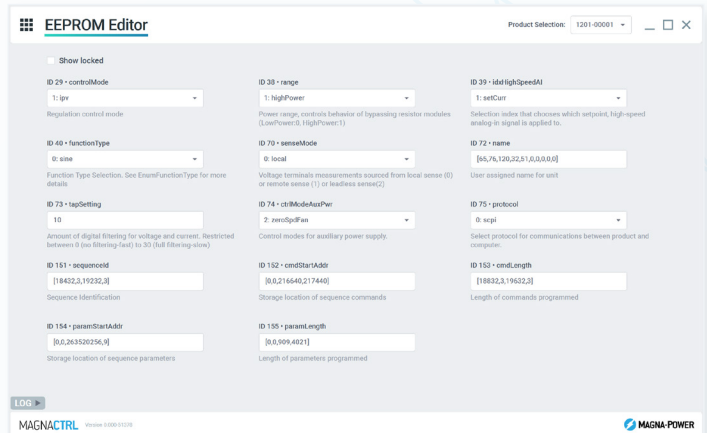 EEPROM Editor
Product Selection: 1201-00001
Show locked
ID 29 • controlMode
1: ipv
Regulation control mode
ID 38 • range
1: highPower
Power range, controls behavior of bypassing resistor modules
(LowPower:0, HighPower:1)
ID 39 • idxHighSpeedAI
1: setCurr
Selection index that chooses which setpoint, high-speed
analog-in signal is applied to.
ID 40 • functionType
0: sine
Function Type Selection. See EnumFunctionType for more
details
ID 70 • senseMode
0: local
Voltage terminals measurements sourced from local sense (0)
or remote sense (1) or leadless sense(2)
ID 72 • name
[65,76,120,32,51,0,0,0,0,0]
User assigned name for unit
ID 73 • tapSetting
10
Amount of digital filtering for voltage and current. Restricted
between 0 (no filtering-fast) to 30 (full filtering-slow)
ID 74 • ctrlModeAuxPwr
2: zeroSpdFan
Control modes for auxiliary power supply.
ID 75 • protocol
0: scpi
Select protocol for communications between product and
computer.
ID 151 • sequenceId
[18432,3,19232,3]
Sequence Identification
ID 152 • cmdStartAddr
[0,0,216640,217440]
Storage location of sequence commands
ID 153 • cmdLength
[18832,3,19632,3]
Length of commands programmed
ID 154 • paramStartAddr
[0,0,263520256,9]
Storage location of sequence parameters
ID 155 • paramLength
[0,0,909,4021]
Length of parameters programmed
LOG
MAGNACTRL Version
MAGNA-POWER